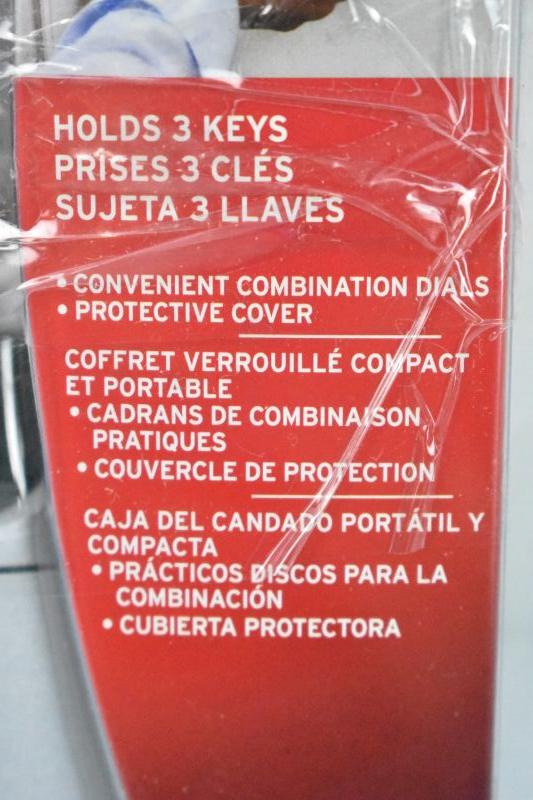 HOLDS 3 KEYS
PRISES 3 CLÉS
SUJETA 3 LLAVES
• CONVENIENT COMBINATION DIALS
• PROTECTIVE COVER
COFFRET VERROUILLÉ COMPACT
ET PORTABLE
• CADRANS DE COMBINAISON
PRATIQUES
• COUVERCLE DE PROTECTION
CAJA DEL CANDADO PORTÁTIL Y
COMPACTA
• PRÁCTICOS DISCOS PARA LA
COMBINACIÓN
• CUBIERTA PROTECTORA